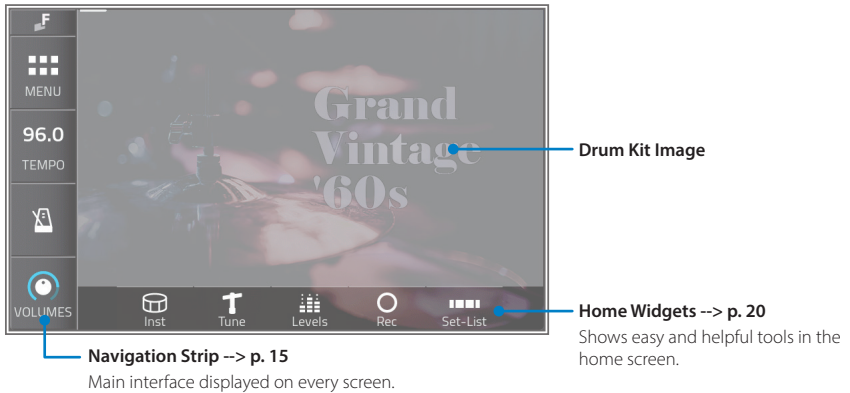 F
MENU
96.0
TEMPO
VOLUMES
Grand
Vintage
'60s
Inst
Tune
Levels
Rec
Set-List
Drum Kit Image
Home Widgets --> p. 20
Shows easy and helpful tools in the
home screen.
Navigation Strip --> p. 15
Main interface displayed on every screen.